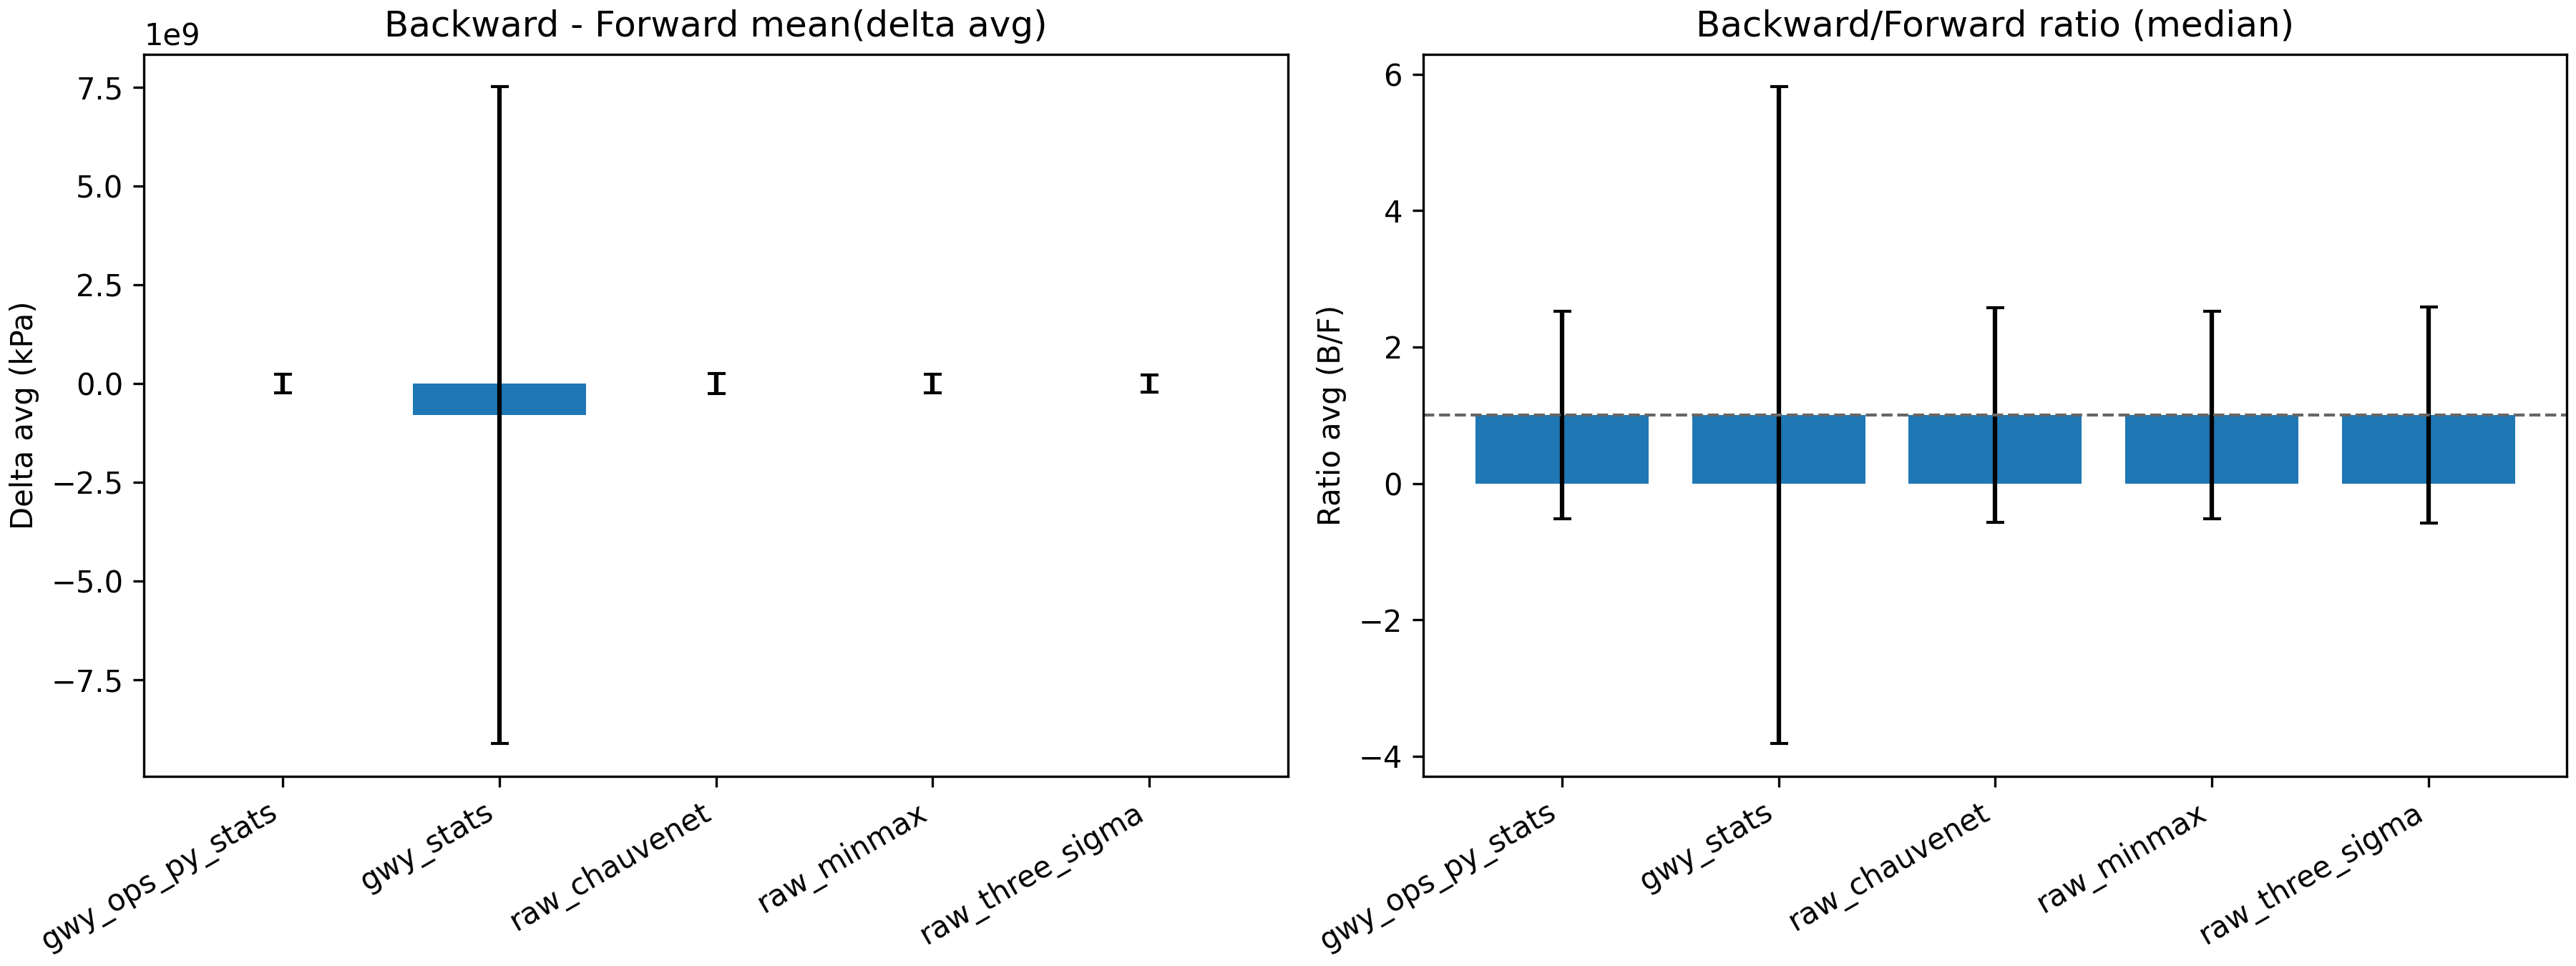 Backward - Forward mean(delta avg)
1e9
7.5
5.0
2.5
0.0
−2.5
−5.0
−7.5
Delta avg (kPa)
gwy_ops_py_stats
gwy_stats
raw_chauvenet
raw_minmax
raw_three_sigma
Backward/Forward ratio (median)
6
4
2
0
−2
−4
Ratio avg (B/F)
gwy_ops_py_stats
gwy_stats
raw_chauvenet
raw_minmax
raw_three_sigma